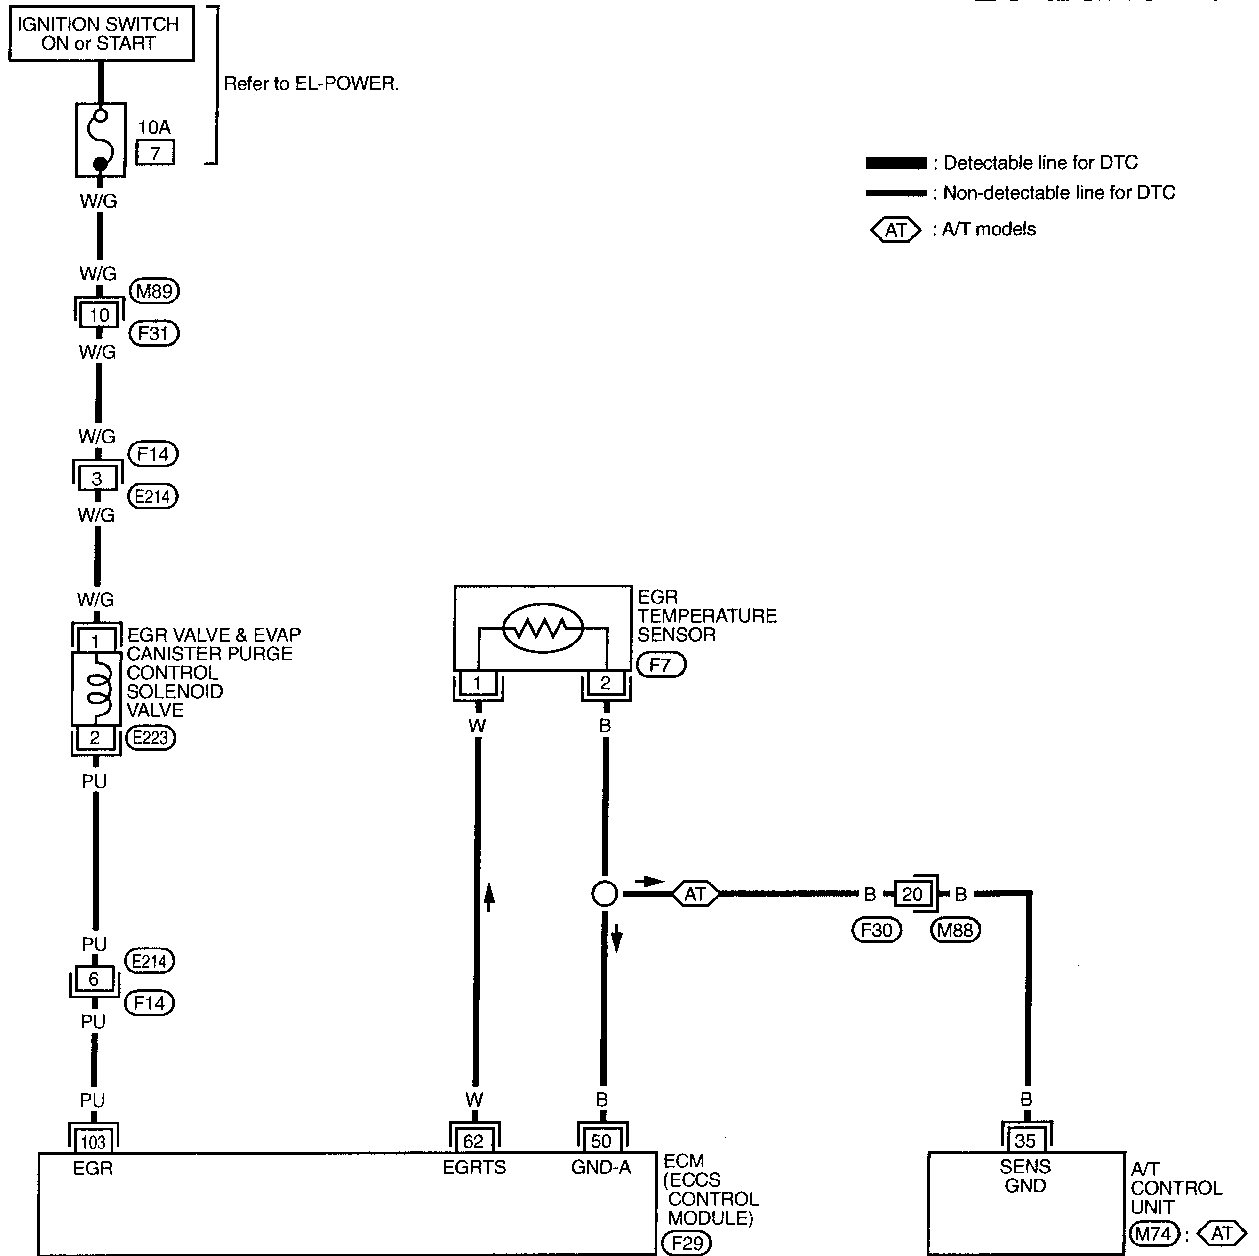 IGNITION SWITCH
ON or START
Refer to EL-POWER.
10A
7
W/G
: Detectable line for DTC
: Non-detectable line for DTC
AT : A/T models
W/G
M89
10
F31
W/G
W/G
F14
3
E214
W/G
W/G
1
EGR VALVE & EVAP
CANISTER PURGE
CONTROL
SOLENOID
VALVE
2
E223
PU
EGR
TEMPERATURE
SENSOR
F7
1
2
W
B
AT
B
20
B
F30
M88
PU
E214
6
F14
PU
PU
W
B
B
103
62
50
35
EGR
EGRTS
GND-A
ECM
(ECCS
CONTROL
MODULE)
F29
SENS
GND
A/T
CONTROL
UNIT
M74 : AT